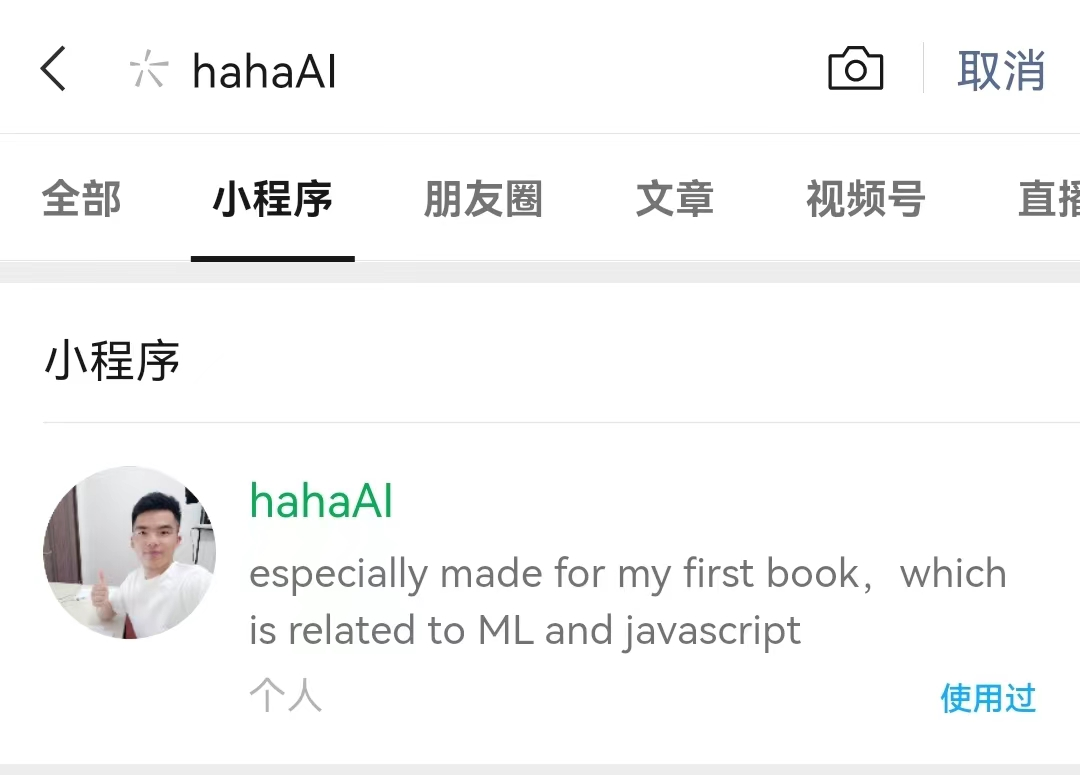 hahaAI
取消
全部 小程序 朋友圈 文章 视频号 直播
小程序
hahaAI
especially made for my first book，which
is related to ML and javascript
个人
使用过